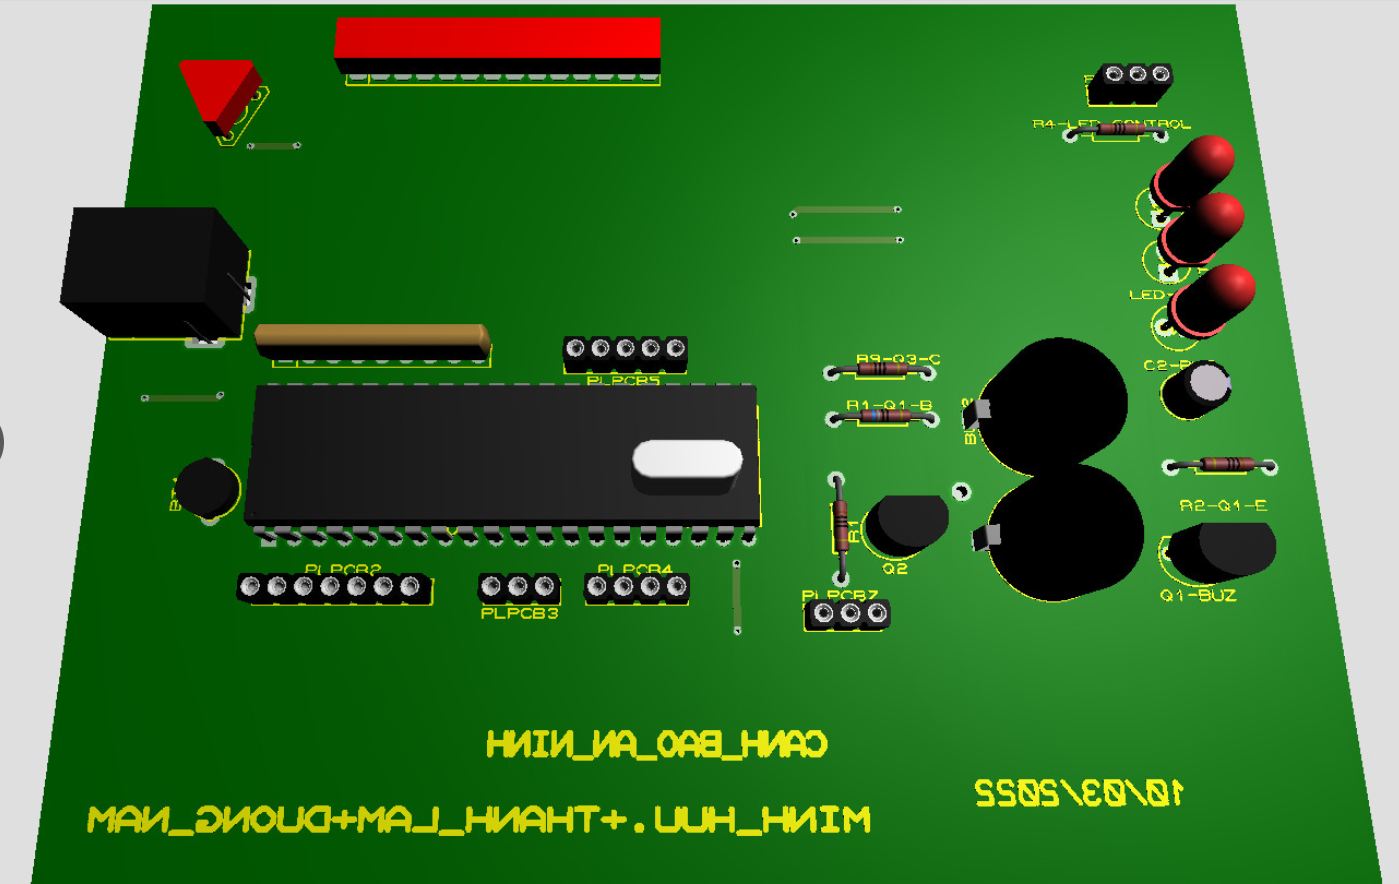 R4-LED_CONTROL
LED-
R9-Q3-C
PLPCB5
R1-Q1-B
R2-Q1-E
Q2
PLPCB2
PLPCB4
PLPCB3
PLPCB7
Q1-BUZ
CANH_BAO_AN_NINH
10/03/2022
MINH_HUU.+THANH_LAM+DUONG_NAM